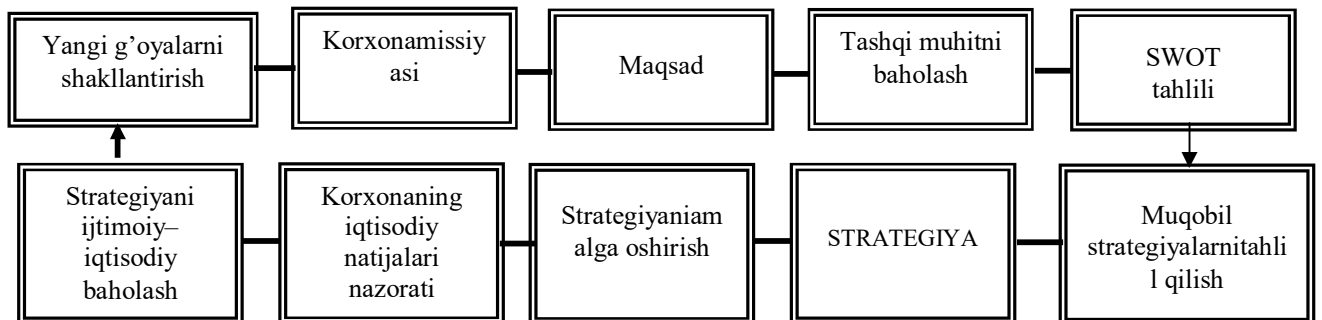 Yangi g’oyalarni
shakllantirish
Korxonamissiy
asi
Maqsad
Tashqi muhitni
baholash
SWOT
tahlili
Strategiyani
ijtimoiy–
iqtisodiy
baholash
Korxonaning
iqtisodiy
natijalari
nazorati
Strategiyaniam
alga oshirish
STRATEGIYA
Muqobil
strategiyalarnitahli
l qilish